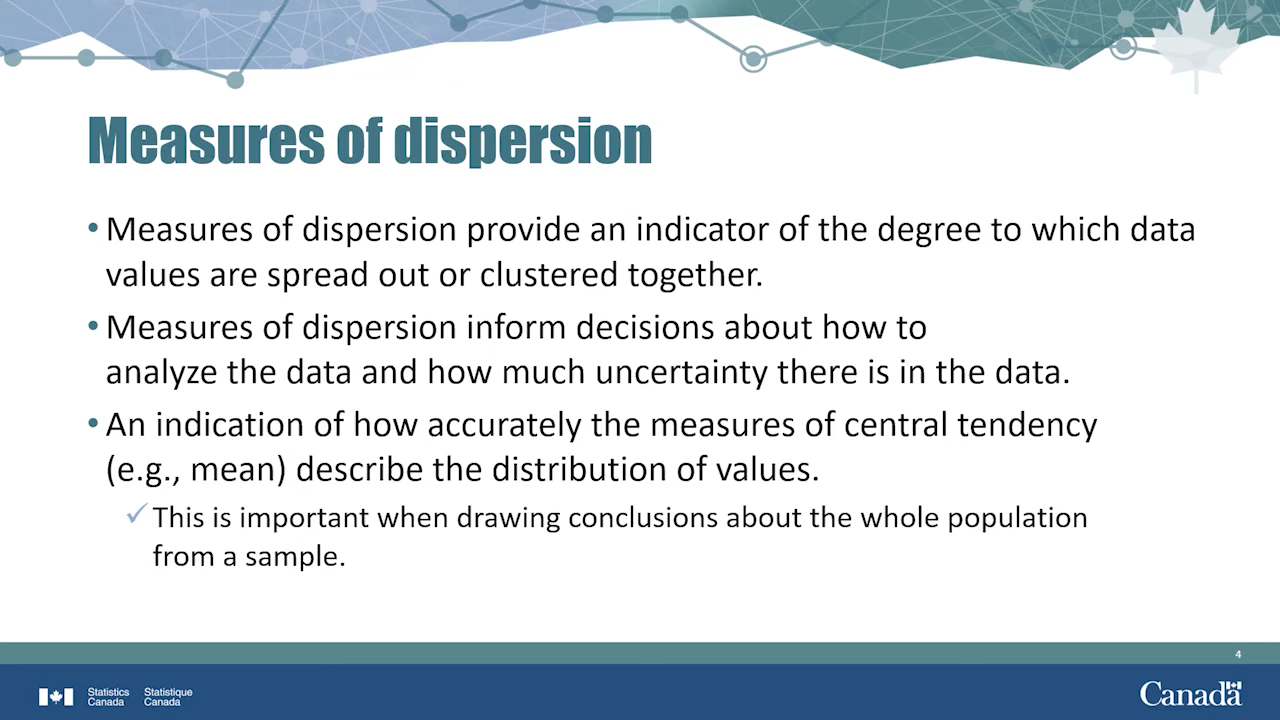 Measures of dispersion
• Measures of dispersion provide an indicator of the degree to which data
values are spread out or clustered together.
• Measures of dispersion inform decisions about how to
analyze the data and how much uncertainty there is in the data.
• An indication of how accurately the measures of central tendency
(e.g., mean) describe the distribution of values.
✓ This is important when drawing conclusions about the whole population
from a sample.
4
Statistics Canada
Statistique Canada
Canada